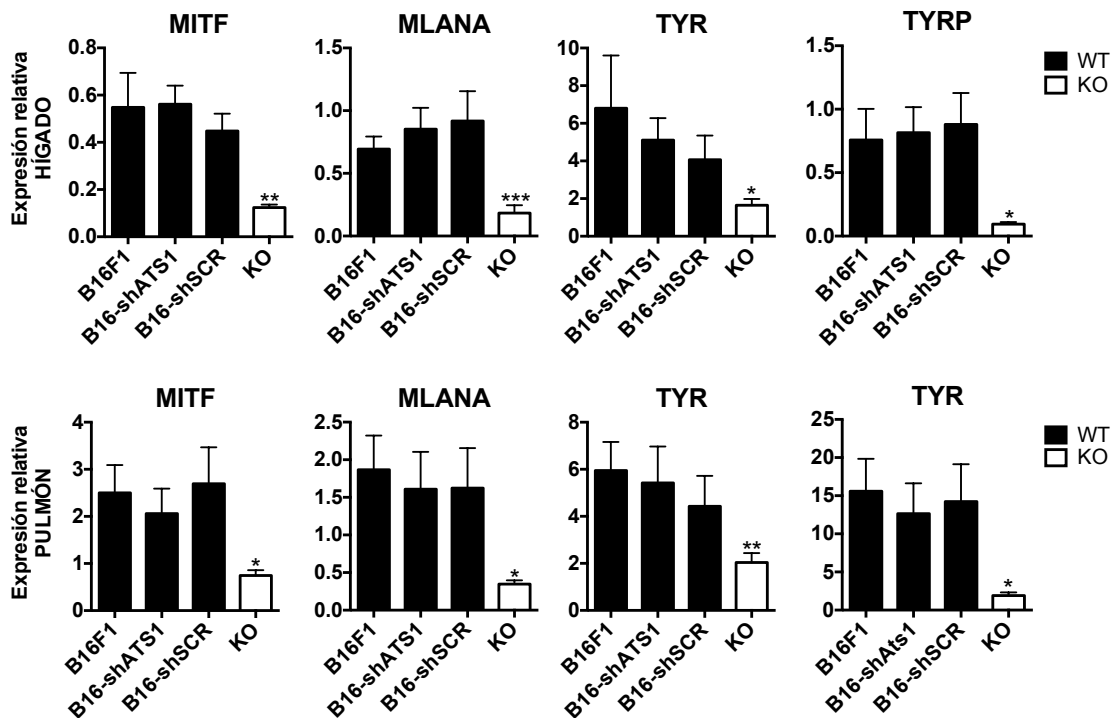 MITF
MLANA
TYR
TYRP
Expresión relativa
HÍGADO
0.8
0.6
0.4
0.2
0.0
**
B16F1
B16-shATS1
B16-shSCR
KO
1.5
1.0
0.5
0.0
***
B16F1
B16-shATS1
B16-shSCR
KO
10
8
6
4
2
0
*
B16F1
B16-shATS1
B16-shSCR
KO
1.5
1.0
0.5
0.0
*
B16F1
B16-shATS1
B16-shSCR
KO
WT
KO
MITF
MLANA
TYR
TYR
Expresión relativa
PULMÓN
4
3
2
1
0
*
B16F1
B16-shATS1
B16-shSCR
KO
2.5
2.0
1.5
1.0
0.5
0.0
*
B16F1
B16-shATS1
B16-shSCR
KO
8
6
4
2
0
**
B16F1
B16-shATS1
B16-shSCR
KO
25
20
15
10
5
0
*
B16F1
B16-shAts1
B16-shSCR
KO
WT
KO